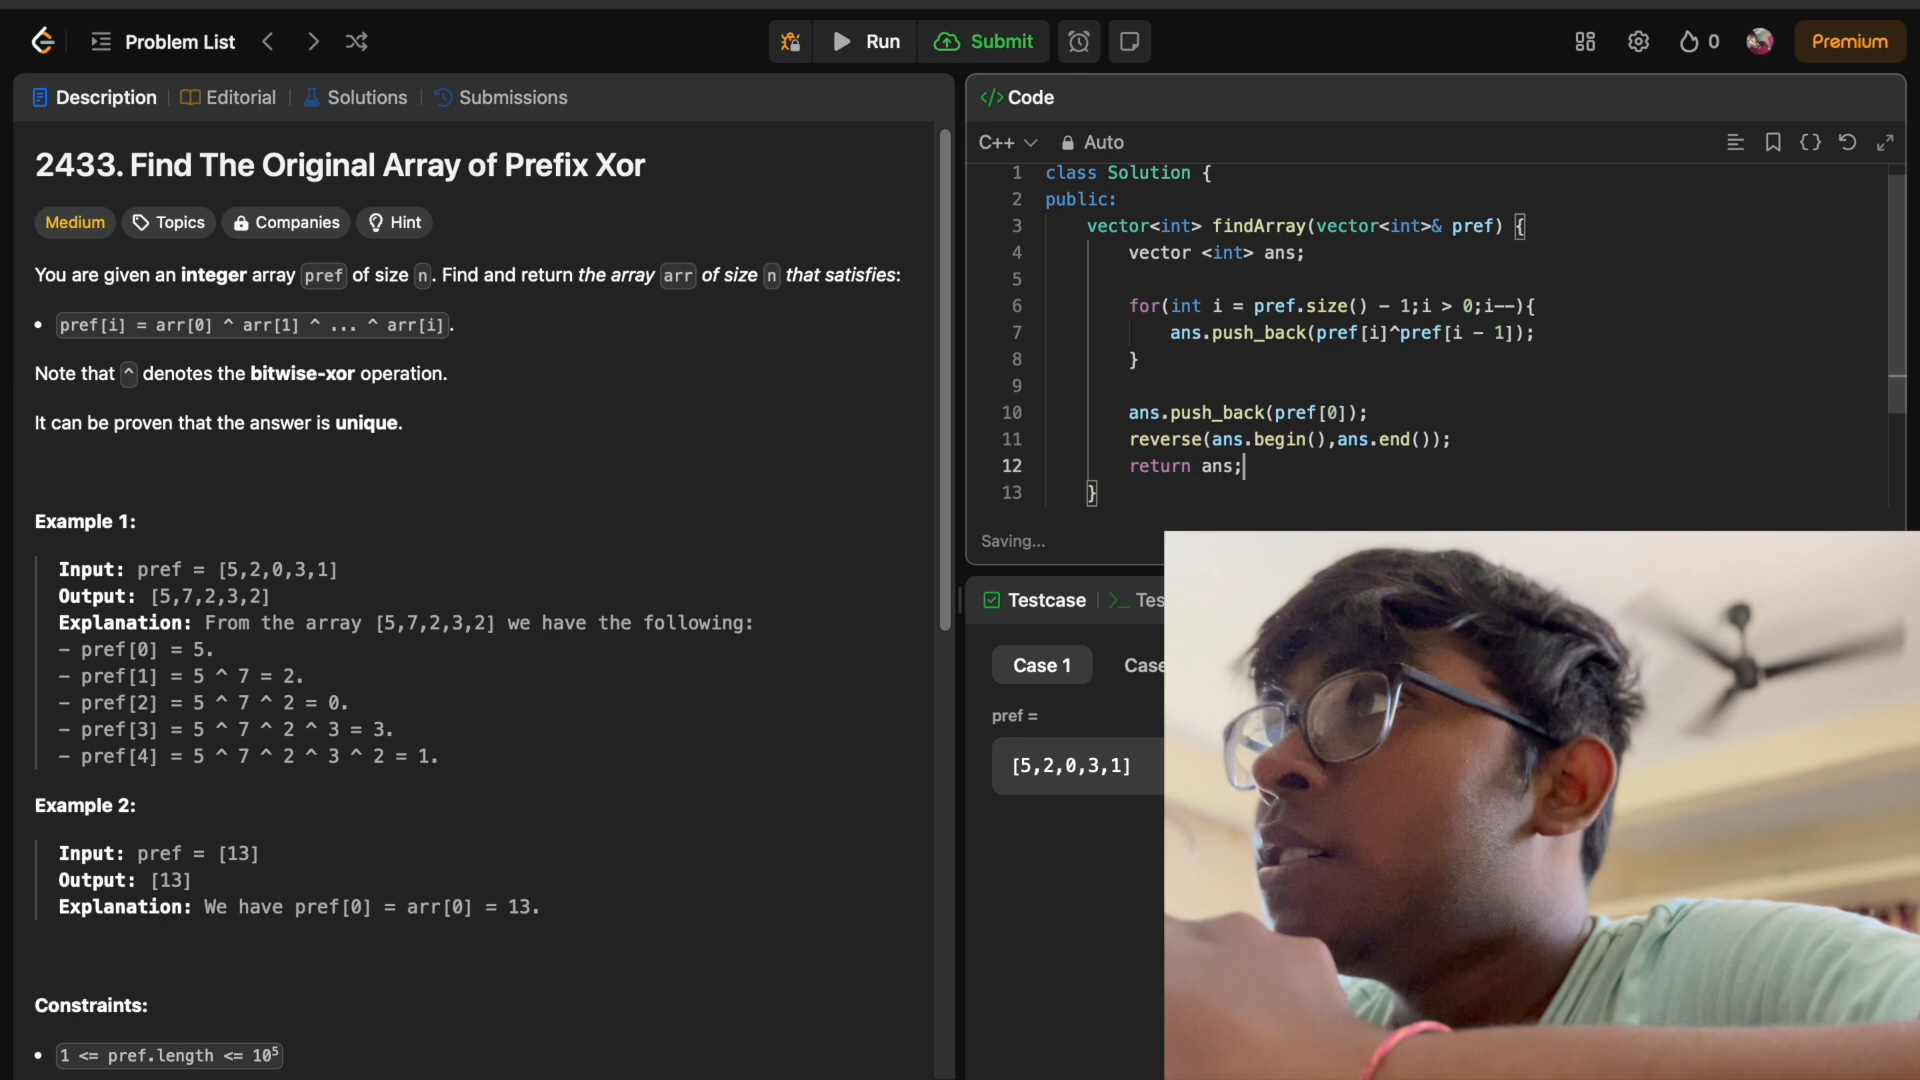 Problem List
Run
Submit
0
Premium
Description
Editorial
Solutions
Submissions
2433. Find The Original Array of Prefix Xor
Medium
Topics
Companies
Hint
You are given an integer array pref of size n. Find and return the array arr of size n that satisfies:
• pref[i] = arr[0] ^ arr[1] ^ ... ^ arr[i].
Note that ^ denotes the bitwise-xor operation.
It can be proven that the answer is unique.
Example 1:
Input: pref = [5,2,0,3,1]
Output: [5,7,2,3,2]
Explanation: From the array [5,7,2,3,2] we have the following:
- pref[0] = 5.
- pref[1] = 5 ^ 7 = 2.
- pref[2] = 5 ^ 7 ^ 2 = 0.
- pref[3] = 5 ^ 7 ^ 2 ^ 3 = 3.
- pref[4] = 5 ^ 7 ^ 2 ^ 3 ^ 2 = 1.
Example 2:
Input: pref = [13]
Output: [13]
Explanation: We have pref[0] = arr[0] = 13.
Constraints:
• 1 <= pref.length <= 10⁵
</> Code
C++
Auto
1 class Solution {
2 public:
3 vector<int> findArray(vector<int>& pref) {
4 vector <int> ans;
5
6 for(int i = pref.size() - 1;i > 0;i--){
7 ans.push_back(pref[i]^pref[i - 1]);
8 }
9
10 ans.push_back(pref[0]);
11 reverse(ans.begin(),ans.end());
12 return ans;
13 }
Saving...
Testcase
>_ Tes
Case 1
Case
pref =
[5,2,0,3,1]